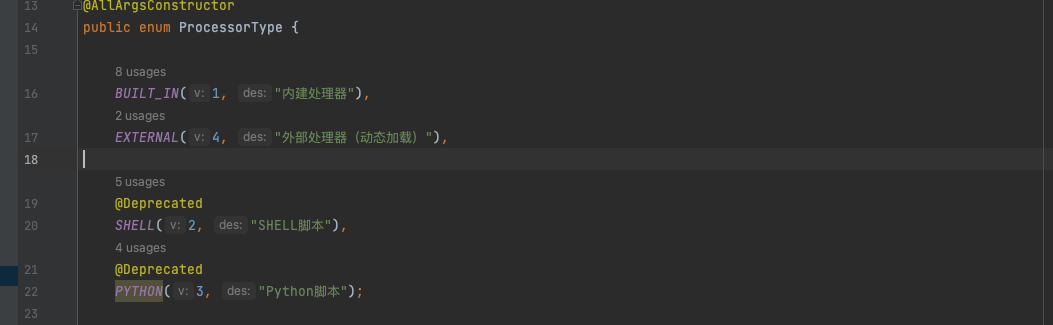 13 @AllArgsConstructor
14 public enum ProcessorType {
15
8 usages
16 BUILT_IN( v: 1, des: "内建处理器"),
2 usages
17 EXTERNAL( v: 4, des: "外部处理器（动态加载）"),
18
5 usages
19 @Deprecated
20 SHELL( v: 2, des: "SHELL脚本"),
4 usages
21 @Deprecated
22 PYTHON( v: 3, des: "Python脚本");
23